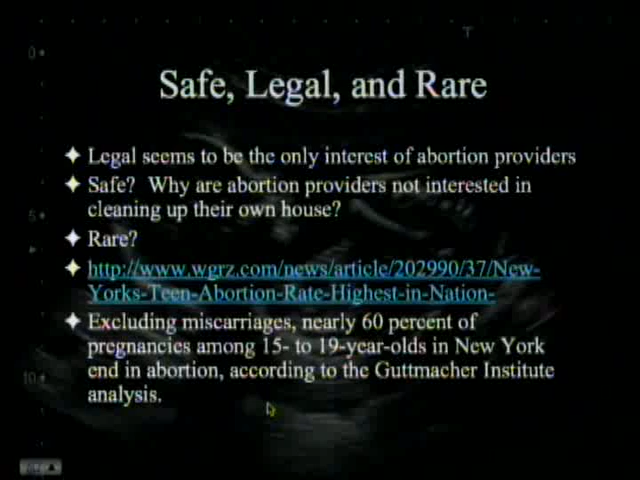 T
0
Safe, Legal, and Rare
Legal seems to be the only interest of abortion providers
Safe? Why are abortion providers not interested in
cleaning up their own house?
5
Rare?
http://www.wgrz.com/news/article/202990/37/New-
Yorks-Teen-Abortion-Rate-Highest-in-Nation-
Excluding miscarriages, nearly 60 percent of
pregnancies among 15- to 19-year-olds in New York
10
end in abortion, according to the Guttmacher Institute
analysis.